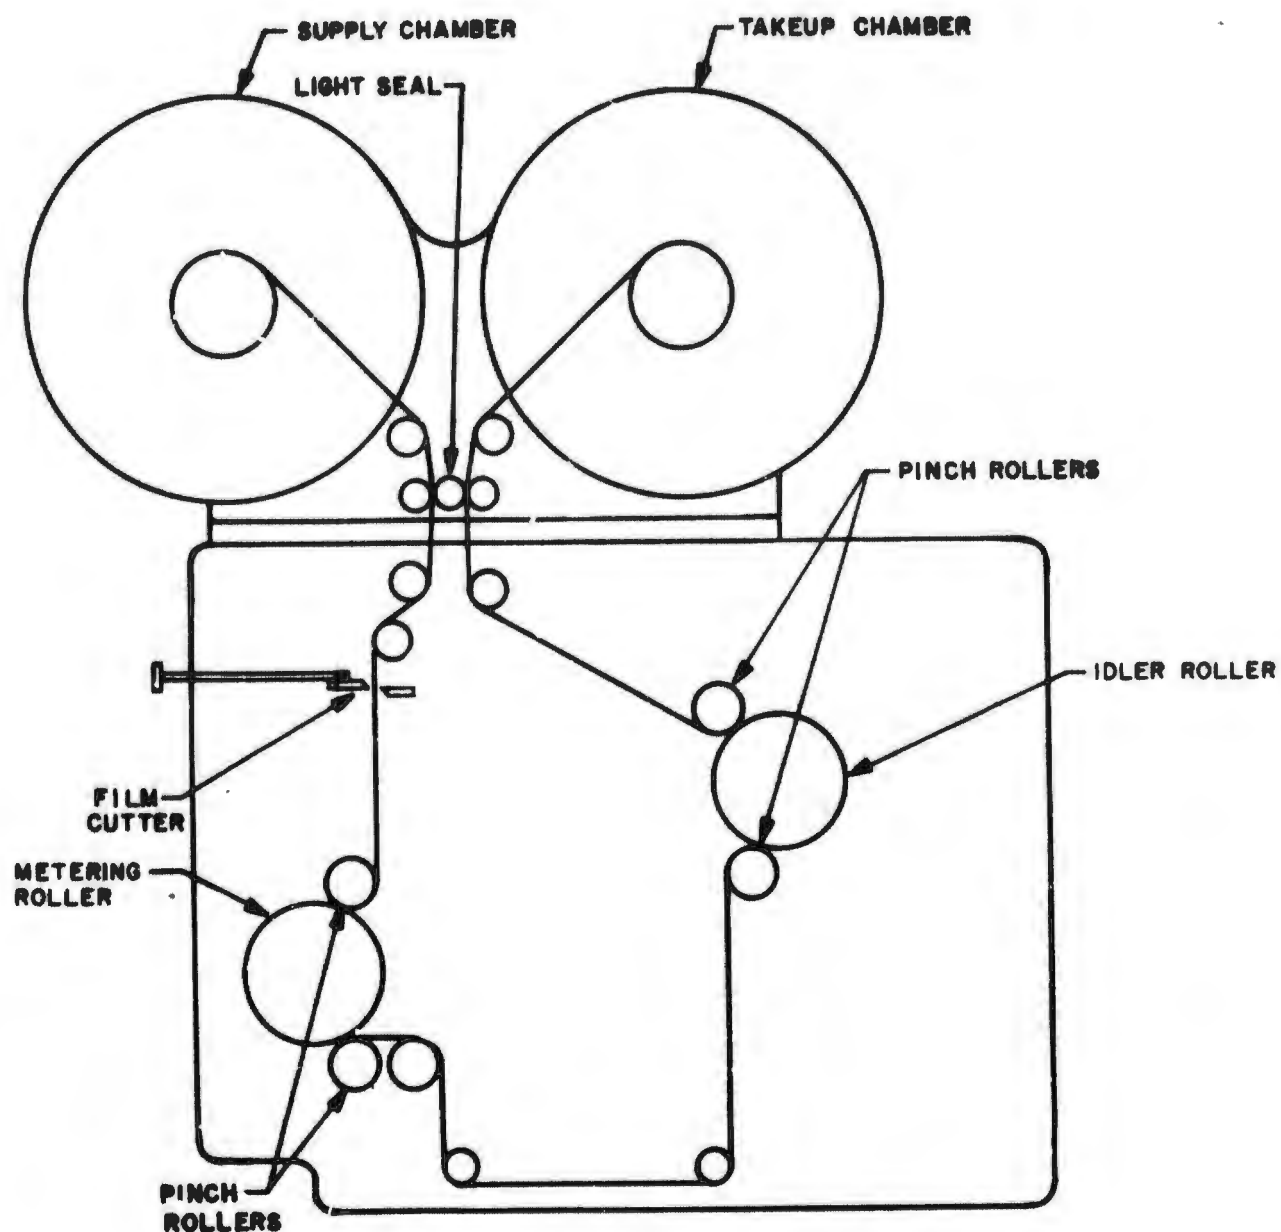 SUPPLY CHAMBER
TAKEUP CHAMBER
LIGHT SEAL
PINCH ROLLERS
IDLER ROLLER
FILM
CUTTER
METERING
ROLLER
PINCH
ROLLERS